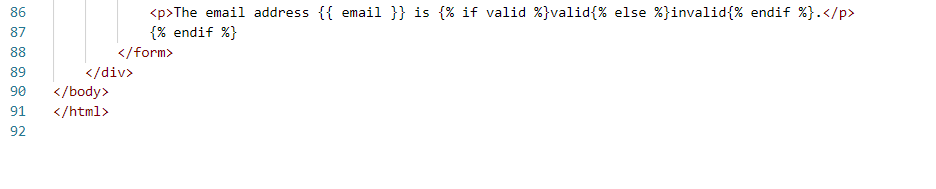 86 <p>The email address {{ email }} is {% if valid %}valid{% else %}invalid{% endif %}.</p>
87 {% endif %}
88 </form>
89 </div>
90 </body>
91 </html>
92